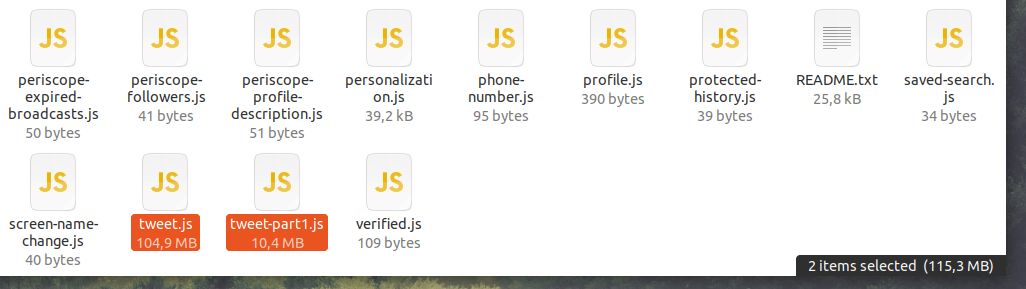 JS JS JS JS JS JS JS JS
periscope- periscope- periscope- personalizati phone- profile.js protected- README.txt saved-search.
expired- followers.js profile- on.js number.js 390 bytes history.js 25,8 kB js
broadcasts.js 41 bytes description.js 39,2 kB 95 bytes 39 bytes 34 bytes
50 bytes 51 bytes
JS JS JS JS
screen-name- tweet.js tweet-part1.js verified.js
change.js 104,9 MB 10,4 MB 109 bytes
40 bytes
2 items selected (115,3 MB)